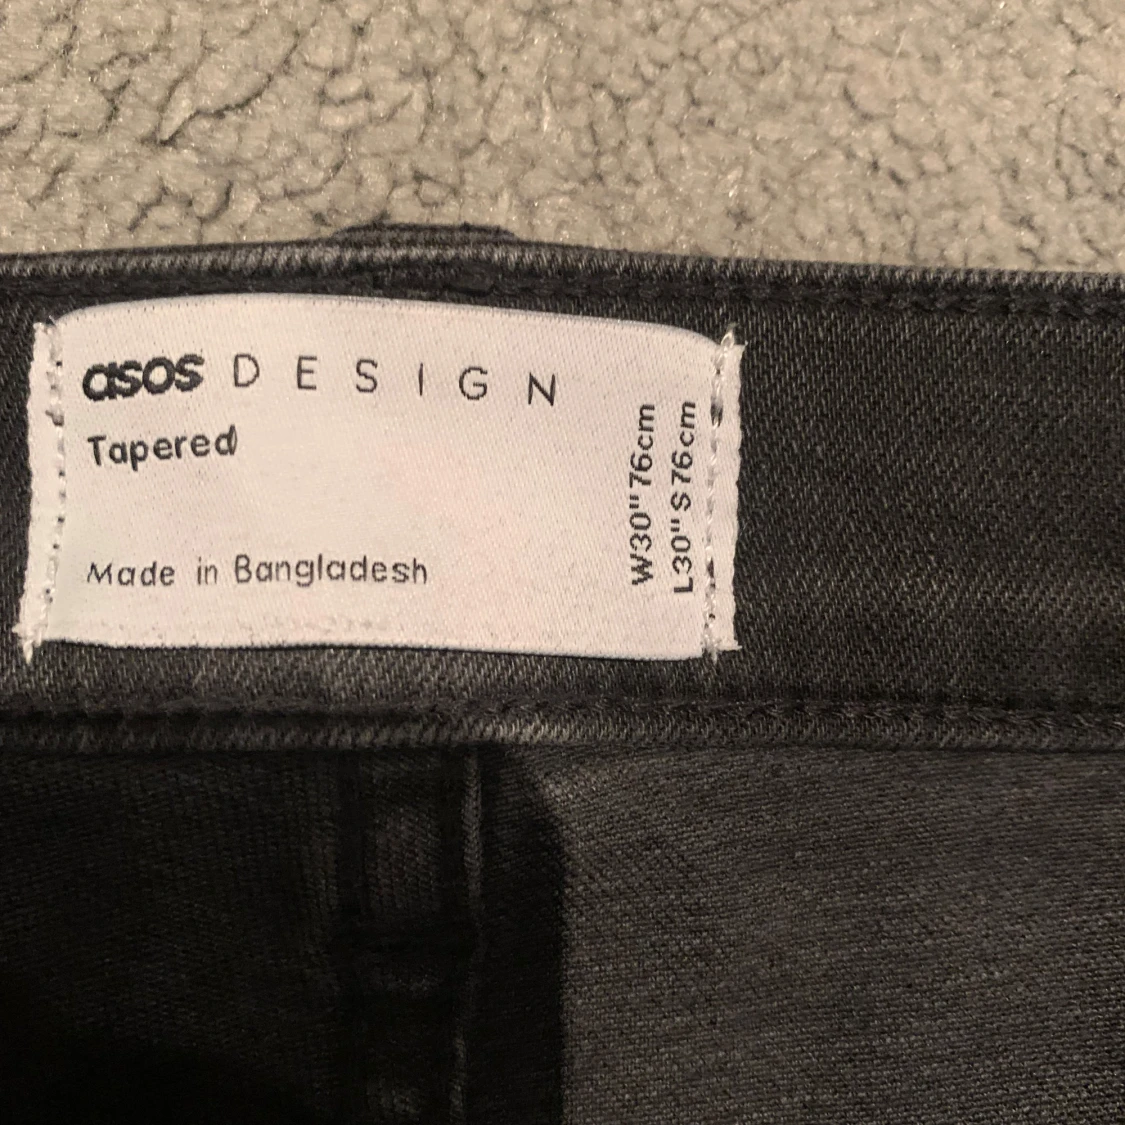 asos DESIGN
Tapered
Made in Bangladesh
W30" 76cm
L30" S 76cm